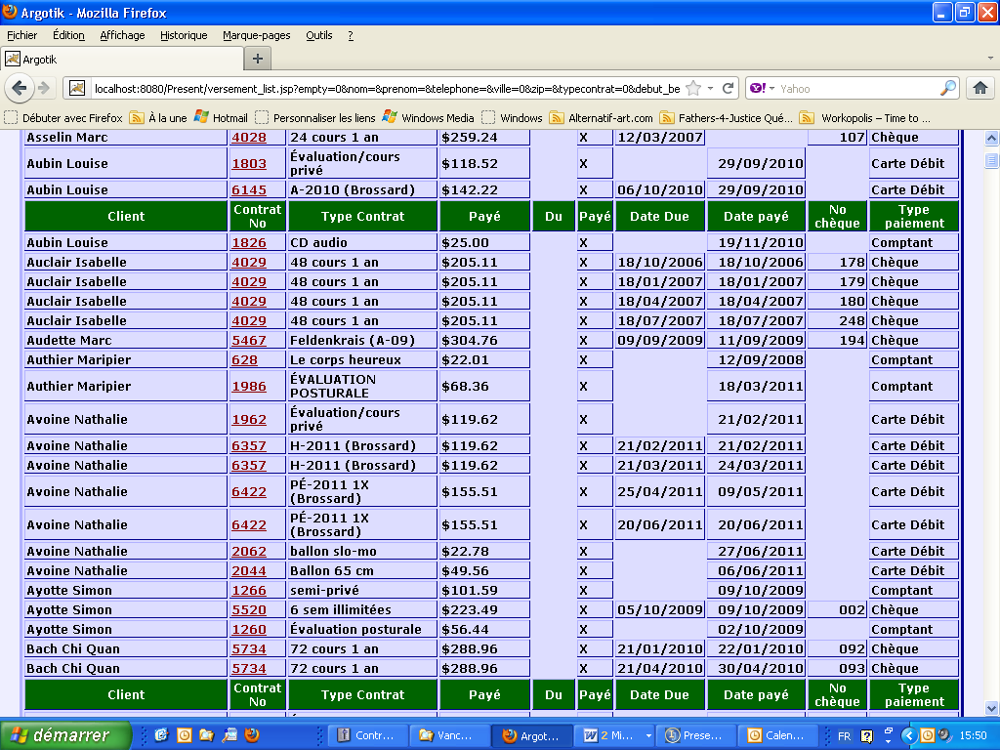 Argotik - Mozilla Firefox
Fichier Édition Affichage Historique Marque-pages Outils ?
Argotik
localhost:8080/Present/versement_list.jsp?empty=0&nom=&prenom=&telephone=&ville=0&zip=&typecontrat=0&debut_be Yahoo
Débuter avec Firefox À la une Hotmail Personnaliser les liens Windows Media Windows Alternatif-art.com Fathers-4-Justice Qué... Workopolis – Time to ...
Asselin Marc 4028 24 cours 1 an $259.24 X 12/03/2007 107 Chèque
Aubin Louise 1803 Évaluation/cours privé $118.52 X 29/09/2010 Carte Débit
Aubin Louise 6145 A-2010 (Brossard) $142.22 X 06/10/2010 29/09/2010 Carte Débit
Client Contrat No Type Contrat Payé Du Payé Date Due Date payé No chèque Type paiement
Aubin Louise 1826 CD audio $25.00 X 19/11/2010 Comptant
Auclair Isabelle 4029 48 cours 1 an $205.11 X 18/10/2006 18/10/2006 178 Chèque
Auclair Isabelle 4029 48 cours 1 an $205.11 X 18/01/2007 18/01/2007 179 Chèque
Auclair Isabelle 4029 48 cours 1 an $205.11 X 18/04/2007 18/04/2007 180 Chèque
Auclair Isabelle 4029 48 cours 1 an $205.11 X 18/07/2007 18/07/2007 248 Chèque
Audette Marc 5467 Feldenkrais (A-09) $304.76 X 09/09/2009 11/09/2009 194 Chèque
Authier Maripier 628 Le corps heureux $22.01 X 12/09/2008 Comptant
Authier Maripier 1986 ÉVALUATION POSTURALE $68.36 X 18/03/2011 Comptant
Avoine Nathalie 1962 Évaluation/cours privé $119.62 X 21/02/2011 Carte Débit
Avoine Nathalie 6357 H-2011 (Brossard) $119.62 X 21/02/2011 21/02/2011 Carte Débit
Avoine Nathalie 6357 H-2011 (Brossard) $119.62 X 21/03/2011 24/03/2011 Carte Débit
Avoine Nathalie 6422 PÉ-2011 1X (Brossard) $155.51 X 25/04/2011 09/05/2011 Carte Débit
Avoine Nathalie 6422 PÉ-2011 1X (Brossard) $155.51 X 20/06/2011 20/06/2011 Carte Débit
Avoine Nathalie 2062 ballon slo-mo $22.78 X 27/06/2011 Carte Débit
Avoine Nathalie 2044 Ballon 65 cm $49.56 X 06/06/2011 Carte Débit
Ayotte Simon 1266 semi-privé $101.59 X 09/10/2009 Comptant
Ayotte Simon 5520 6 sem illimitées $223.49 X 05/10/2009 09/10/2009 002 Chèque
Ayotte Simon 1260 Évaluation posturale $56.44 X 02/10/2009 Comptant
Bach Chi Quan 5734 72 cours 1 an $288.96 X 21/01/2010 22/01/2010 092 Chèque
Bach Chi Quan 5734 72 cours 1 an $288.96 X 21/04/2010 30/04/2010 093 Chèque
Client Contrat No Type Contrat Payé Du Payé Date Due Date payé No chèque Type paiement
démarrer Contr... Vanc... Argot... 2 Mi... Prese... Calen... FR 15:50